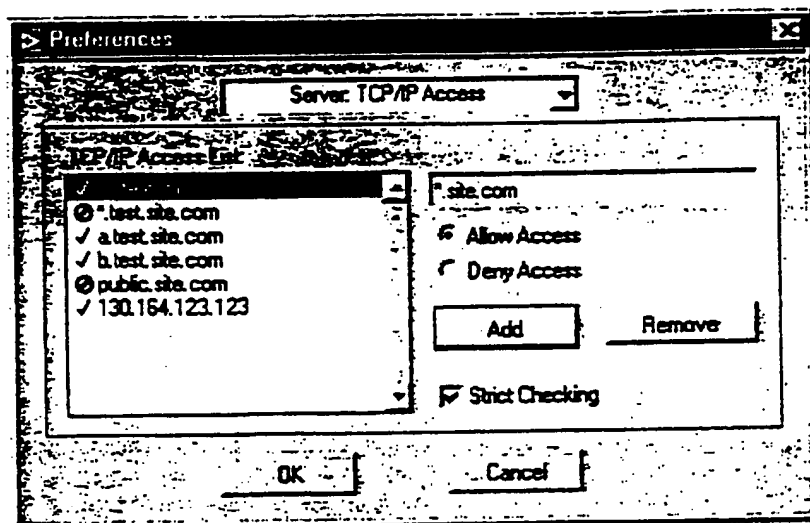 Preferences
Server: TCP/IP Access
TCP/IP Access List:
✓
*.site.com
⊘ *.test.site.com
✓ a.test.site.com
✓ b.test.site.com
⊘ public.site.com
✓ 130.164.123.123
Allow Access
Deny Access
Add
Remove
Strict Checking
OK
Cancel